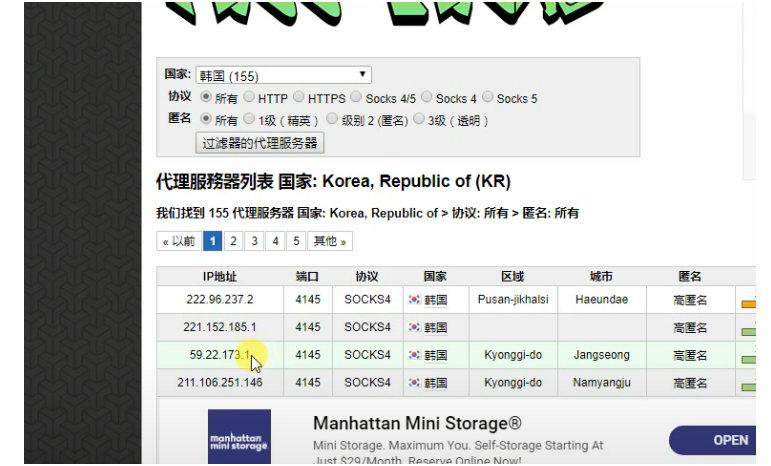 国家: 韩国 (155)
协议 所有 HTTP HTTPS Socks 4/5 Socks 4 Socks 5
匿名 所有 1级 ( 精英 ) 级别 2 (匿名) 3级 ( 透明 )
过滤器的代理服务器
代理服務器列表 国家: Korea, Republic of (KR)
我们找到 155 代理服务器 国家: Korea, Republic of > 协议: 所有 > 匿名: 所有
« 以前 1 2 3 4 5 其他 »
IP地址 端口 协议 国家 区域 城市 匿名
222.96.237.2 4145 SOCKS4 韩国 Pusan-jikhalsi Haeundae 高匿名
221.152.185.1 4145 SOCKS4 韩国 高匿名
59.22.173.1 4145 SOCKS4 韩国 Kyonggi-do Jangseong 高匿名
211.106.251.146 4145 SOCKS4 韩国 Kyonggi-do Namyangju 高匿名
manhattan
mini storage
Manhattan Mini Storage®
Mini Storage. Maximum You. Self-Storage Starting At
Just $29/Month. Reserve Online Now!
OPEN